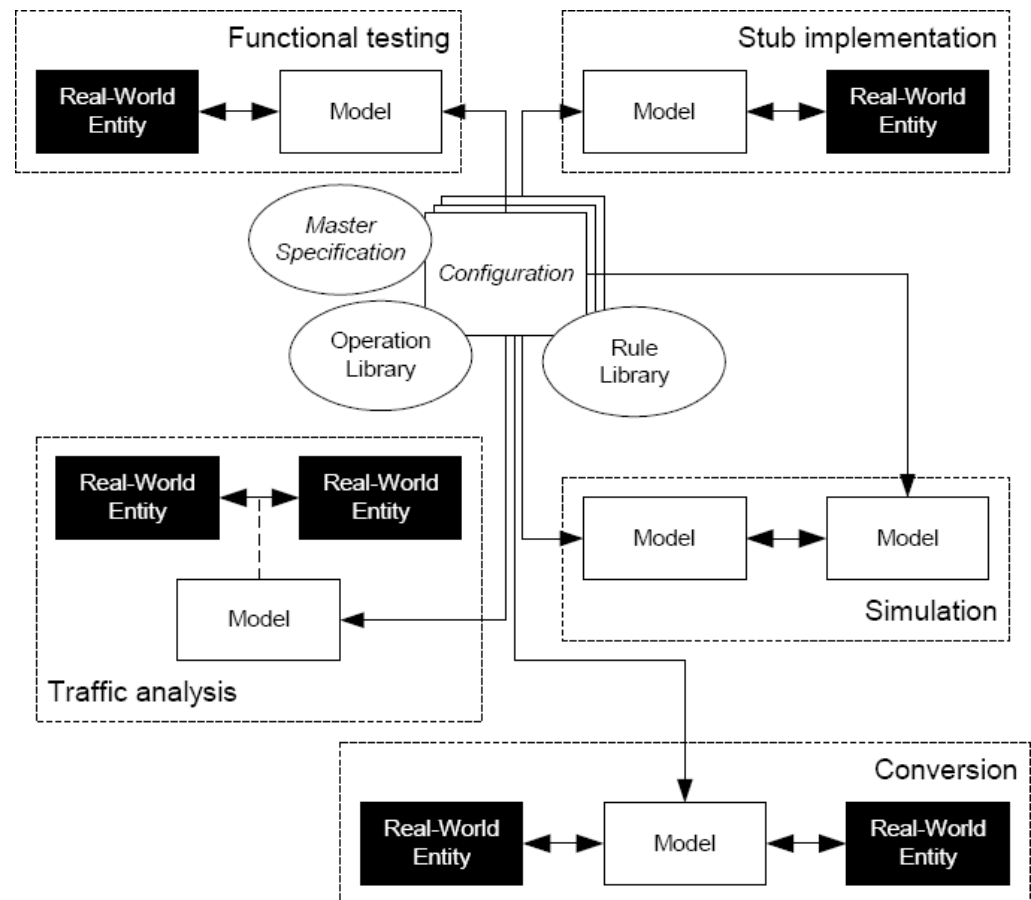 Functional testing
Real-World
Entity
Model
Stub implementation
Model
Real-World
Entity
Master
Specification
Configuration
Operation
Library
Rule
Library
Real-World
Entity
Real-World
Entity
Model
Traffic analysis
Model
Model
Simulation
Conversion
Real-World
Entity
Model
Real-World
Entity